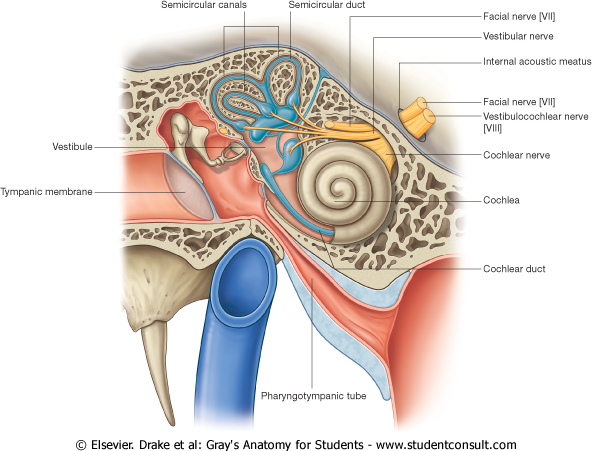 Semicircular canals
Semicircular duct
Facial nerve [VII]
Vestibular nerve
Internal acoustic meatus
Facial nerve [VII]
Vestibulocochlear nerve
[VIII]
Vestibule
Cochlear nerve
Tympanic membrane
Cochlea
Cochlear duct
Pharyngotympanic tube
© Elsevier. Drake et al: Gray's Anatomy for Students - www.studentconsult.com